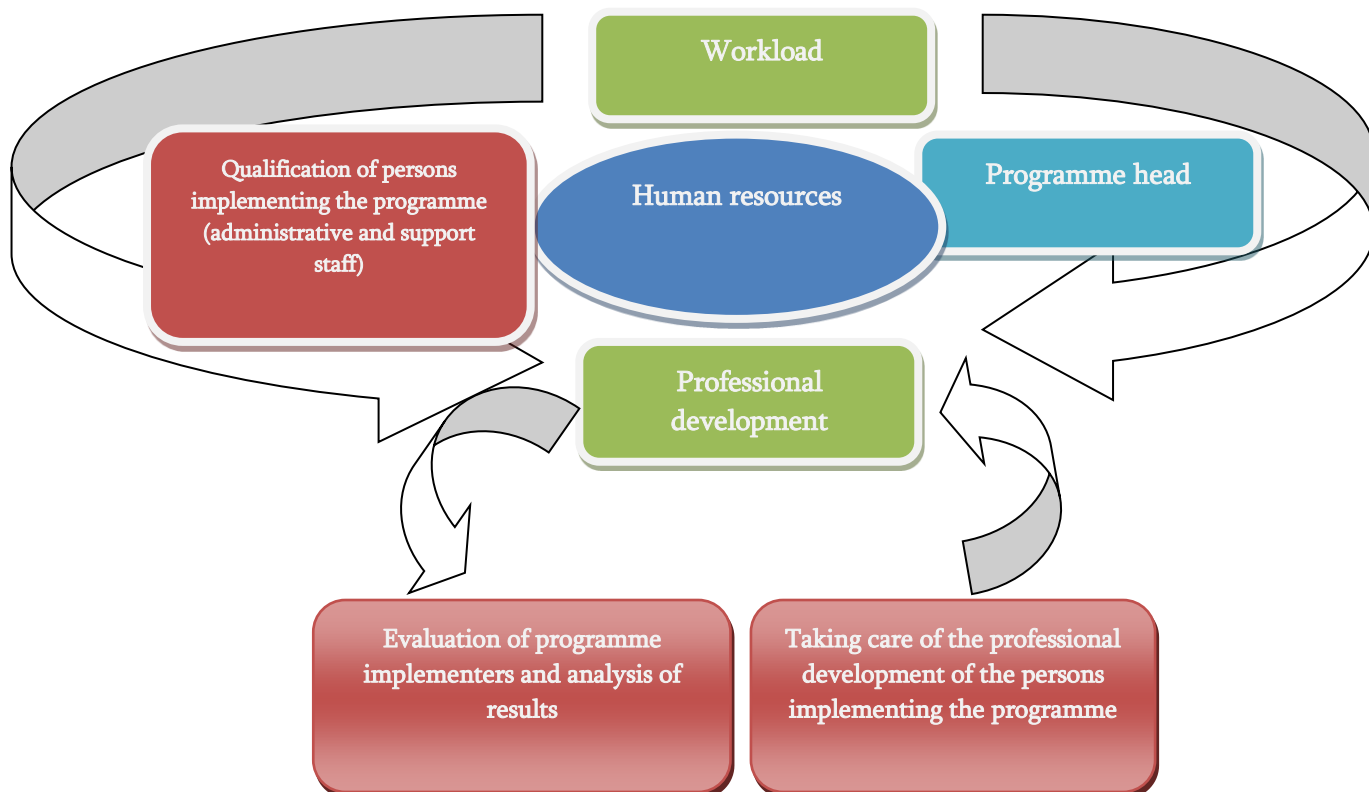 Workload
Qualification of persons
implementing the programme
(administrative and support
staff)
Human resources
Programme head
Professional
development
Evaluation of programme
implementers and analysis of
results
Taking care of the professional
development of the persons
implementing the programme